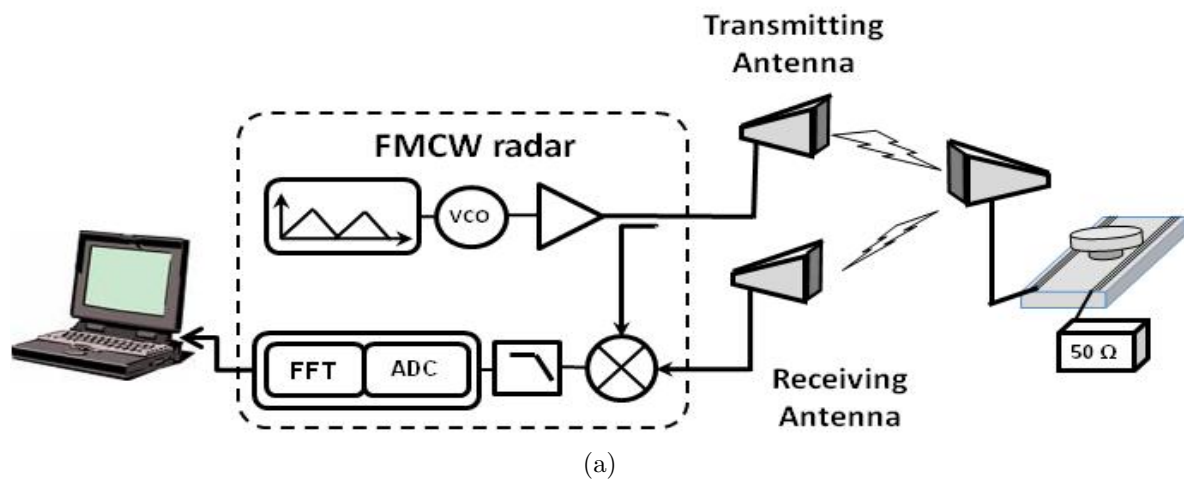 Transmitting
Antenna
FMCW radar
VCO
FFT
ADC
50 Ω
Receiving
Antenna
(a)